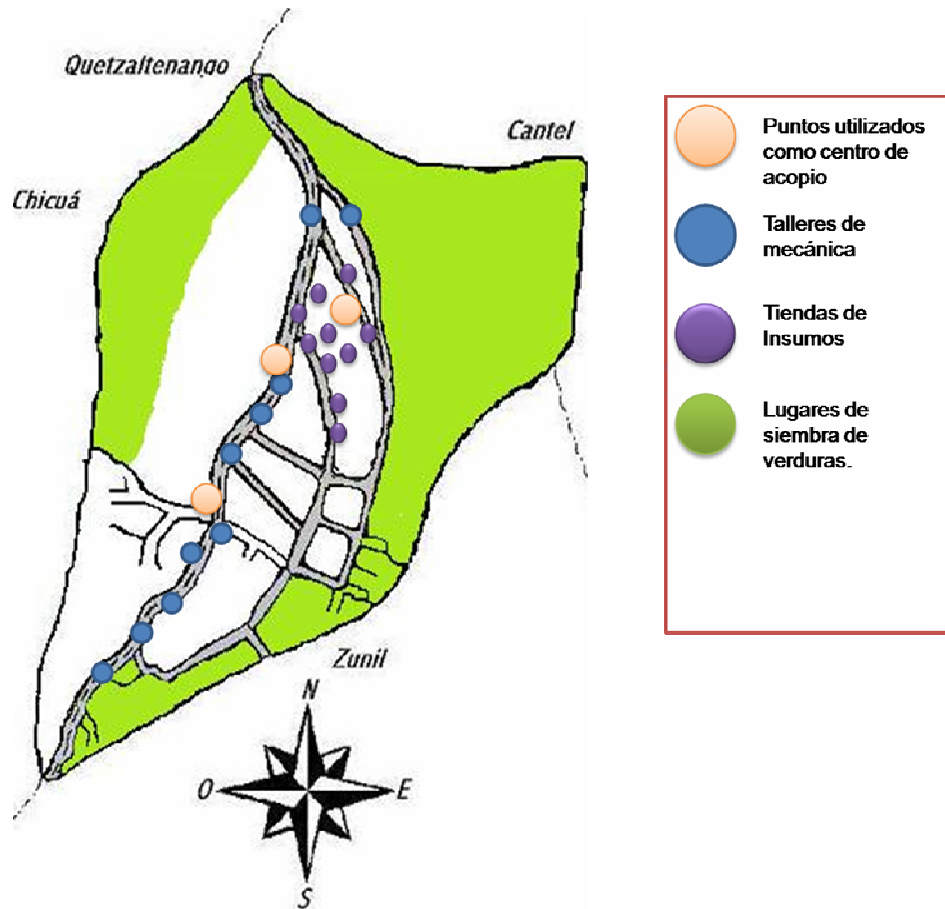 Quetzaltenango
Cantel
Chicuá
Zunil
N
O
E
S
Puntos utilizados
como centro de
acopio
Talleres de
mecánica
Tiendas de
Insumos
Lugares de
siembra de
verduras.